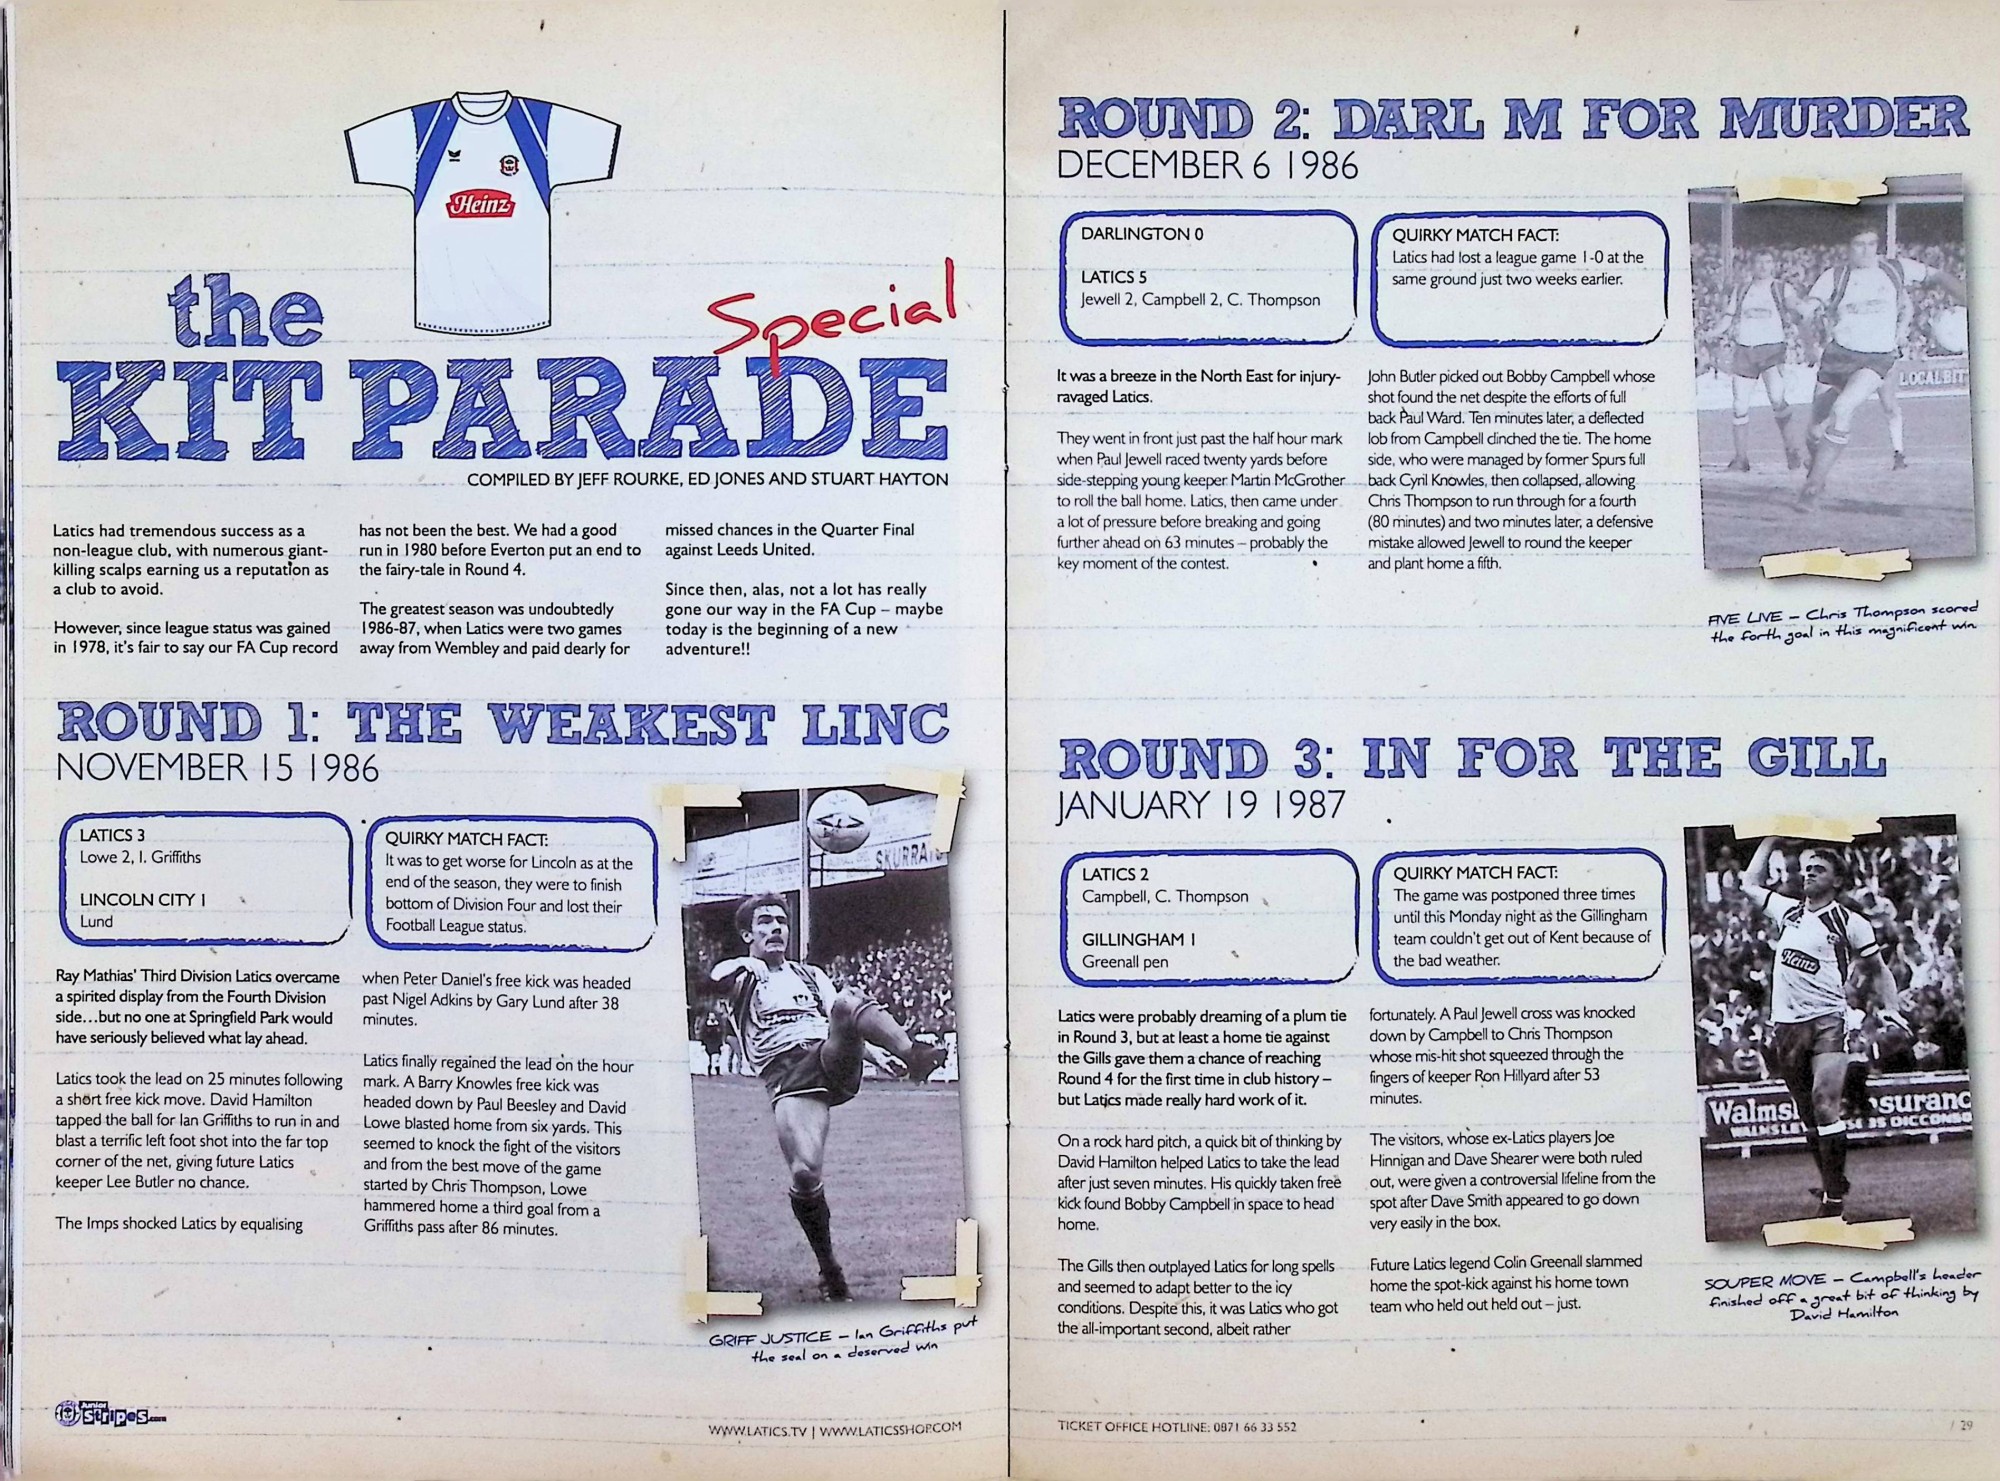 Heinz
the
Special
KIT PARADE
COMPILED BY JEFF ROURKE, ED JONES AND STUART HAYTON
Latics had tremendous success as a
non-league club, with numerous giant-
killing scalps earning us a reputation as
a club to avoid.
However, since league status was gained
in 1978, it's fair to say our FA Cup record
has not been the best. We had a good
run in 1980 before Everton put an end to
the fairy-tale in Round 4.
The greatest season was undoubtedly
1986-87, when Latics were two games
away from Wembley and paid dearly for
missed chances in the Quarter Final
against Leeds United.
Since then, alas, not a lot has really
gone our way in the FA Cup – maybe
today is the beginning of a new
adventure!!
ROUND 1: THE WEAKEST LINC
NOVEMBER 15 1986
LATICS 3
Lowe 2, I. Griffiths
LINCOLN CITY 1
Lund
QUIRKY MATCH FACT:
It was to get worse for Lincoln as at the
end of the season, they were to finish
bottom of Division Four and lost their
Football League status.
Ray Mathias' Third Division Latics overcame
a spirited display from the Fourth Division
side...but no one at Springfield Park would
have seriously believed what lay ahead.
Latics took the lead on 25 minutes following
a short free kick move. David Hamilton
tapped the ball for Ian Griffiths to run in and
blast a terrific left foot shot into the far top
corner of the net, giving future Latics
keeper Lee Butler no chance.
The Imps shocked Latics by equalising
when Peter Daniel's free kick was headed
past Nigel Adkins by Gary Lund after 38
minutes.
Latics finally regained the lead on the hour
mark. A Barry Knowles free kick was
headed down by Paul Beesley and David
Lowe blasted home from six yards. This
seemed to knock the fight of the visitors
and from the best move of the game
started by Chris Thompson, Lowe
hammered home a third goal from a
Griffiths pass after 86 minutes.
SKURRAYS
GRIFF JUSTICE – Ian Griffiths put
the seal on a deserved win
Junior
Stripes.com
WWW.LATICS.TV | WWW.LATICSSHOP.COM
ROUND 2: DARL M FOR MURDER
DECEMBER 6 1986
DARLINGTON 0
LATICS 5
Jewell 2, Campbell 2, C. Thompson
QUIRKY MATCH FACT:
Latics had lost a league game 1-0 at the
same ground just two weeks earlier.
It was a breeze in the North East for injury-
ravaged Latics.
They went in front just past the half hour mark
when Paul Jewell raced twenty yards before
side-stepping young keeper Martin McGrother
to roll the ball home. Latics, then came under
a lot of pressure before breaking and going
further ahead on 63 minutes – probably the
key moment of the contest.
John Butler picked out Bobby Campbell whose
shot found the net despite the efforts of full
back Paul Ward. Ten minutes later, a deflected
lob from Campbell clinched the tie. The home
side, who were managed by former Spurs full
back Cyril Knowles, then collapsed, allowing
Chris Thompson to run through for a fourth
(80 minutes) and two minutes later, a defensive
mistake allowed Jewell to round the keeper
and plant home a fifth.
LOCALBIT
FIVE LIVE – Chris Thompson scored
the forth goal in this magnificent win
ROUND 3: IN FOR THE GILL
JANUARY 19 1987
LATICS 2
Campbell, C. Thompson
GILLINGHAM 1
Greenall pen
QUIRKY MATCH FACT:
The game was postponed three times
until this Monday night as the Gillingham
team couldn't get out of Kent because of
the bad weather.
Latics were probably dreaming of a plum tie
in Round 3, but at least a home tie against
the Gills gave them a chance of reaching
Round 4 for the first time in club history –
but Latics made really hard work of it.
On a rock hard pitch, a quick bit of thinking by
David Hamilton helped Latics to take the lead
after just seven minutes. His quickly taken free
kick found Bobby Campbell in space to head
home.
The Gills then outplayed Latics for long spells
and seemed to adapt better to the icy
conditions. Despite this, it was Latics who got
the all-important second, albeit rather
fortunately. A Paul Jewell cross was knocked
down by Campbell to Chris Thompson
whose mis-hit shot squeezed through the
fingers of keeper Ron Hillyard after 53
minutes.
The visitors, whose ex-Latics players Joe
Hinnigan and Dave Shearer were both ruled
out, were given a controversial lifeline from the
spot after Dave Smith appeared to go down
very easily in the box.
Future Latics legend Colin Greenall slammed
home the spot-kick against his home town
team who held out held out – just.
Heinz
Walmsl
suranc
SOUPER MOVE – Campbell's header
finished off a great bit of thinking by
David Hamilton
TICKET OFFICE HOTLINE: 0871 66 33 552
/ 29